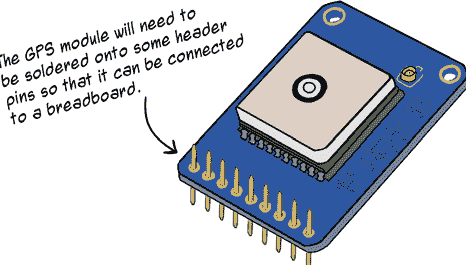 The GPS module will need to
be soldered onto some header
pins so that it can be connected
to a breadboard.